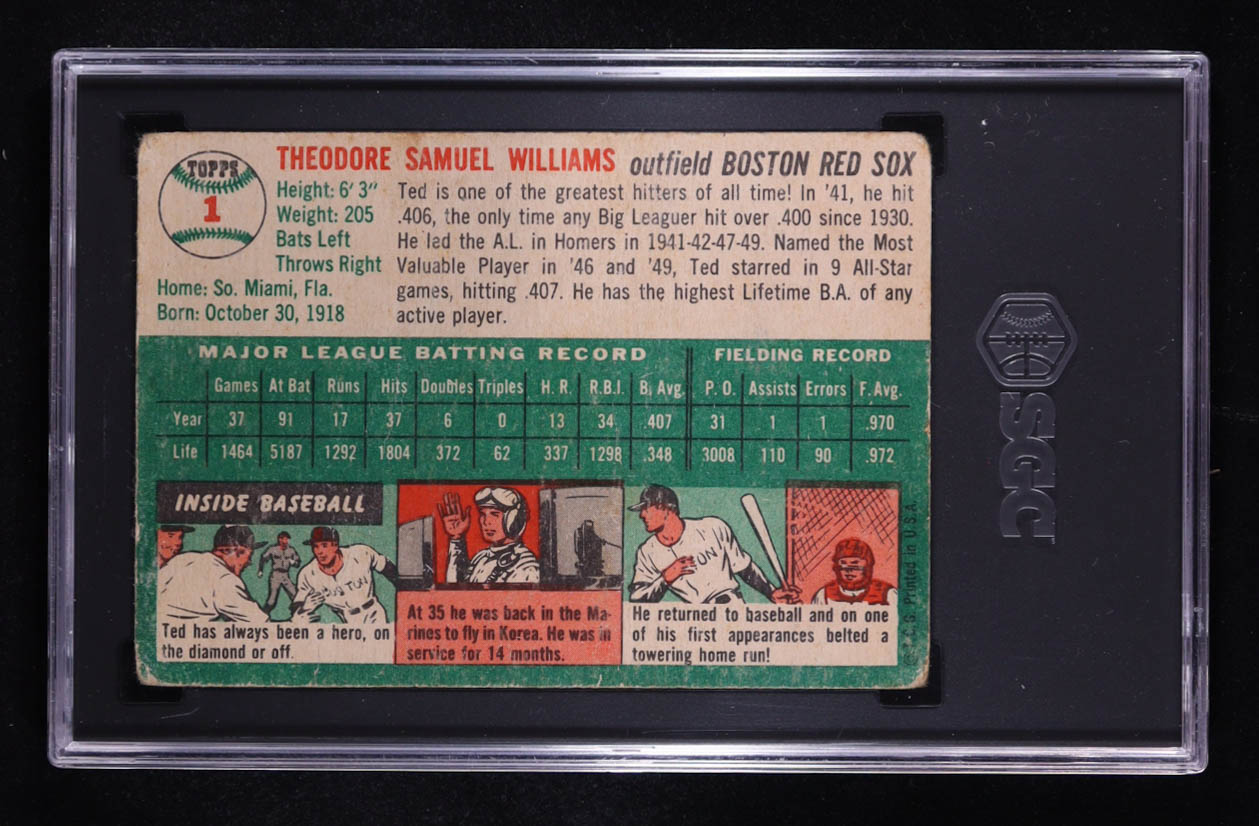 TOPPS
1
THEODORE SAMUEL WILLIAMS outfield BOSTON RED SOX
Height: 6' 3"
Weight: 205
Bats Left
Throws Right
Home: So. Miami, Fla.
Born: October 30, 1918
Ted is one of the greatest hitters of all time! In '41, he hit
.406, the only time any Big Leaguer hit over .400 since 1930.
He led the A.L. in Homers in 1941-42-47-49. Named the Most
Valuable Player in '46 and '49, Ted starred in 9 All-Star
games, hitting .407. He has the highest Lifetime B.A. of any
active player.
MAJOR LEAGUE BATTING RECORD FIELDING RECORD
Games At Bat Runs Hits Doubles Triples H. R. R.B.I. B. Avg. P. O. Assists Errors F. Avg.
Year 37 91 17 37 6 0 13 34 .407 31 1 1 .970
Life 1464 5187 1292 1804 372 62 337 1298 .348 3008 110 90 .972
INSIDE BASEBALL
Ted has always been a hero, on
the diamond or off.
At 35 he was back in the Ma-
rines to fly in Korea. He was in
service for 14 months.
He returned to baseball and on one
of his first appearances belted a
towering home run!
T. C. G. Printed in U.S.A.
SGC